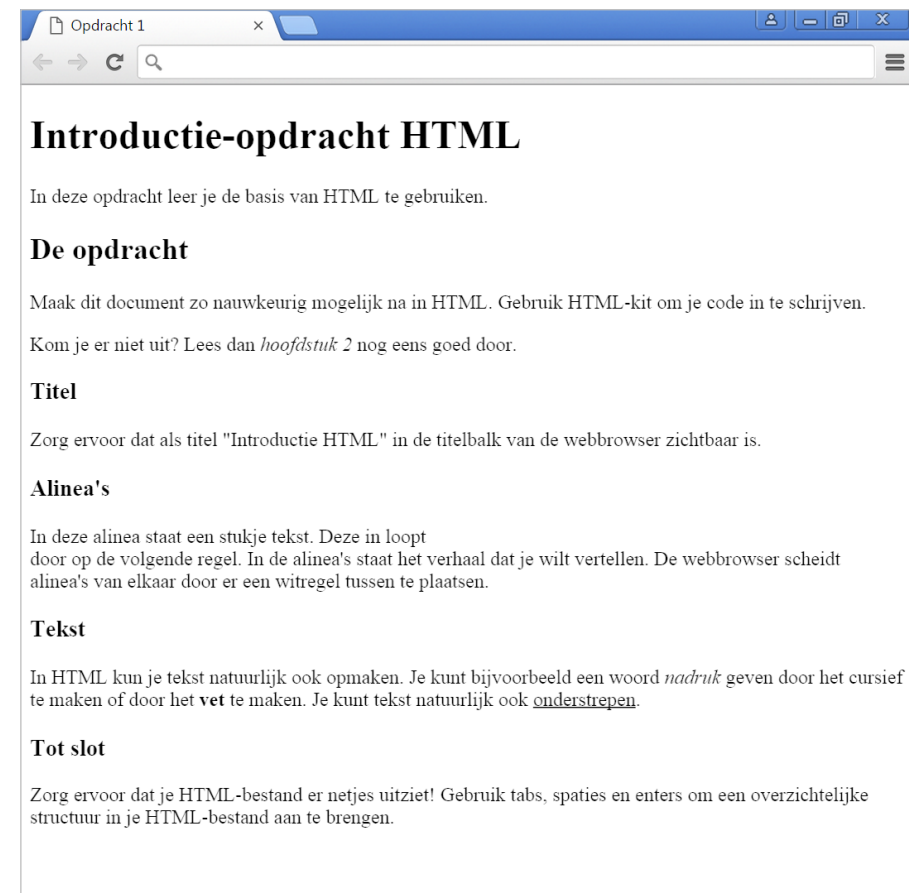 Opdracht 1
Introductie-opdracht HTML
In deze opdracht leer je de basis van HTML te gebruiken.
De opdracht
Maak dit document zo nauwkeurig mogelijk na in HTML. Gebruik HTML-kit om je code in te schrijven.
Kom je er niet uit? Lees dan hoofdstuk 2 nog eens goed door.
Titel
Zorg ervoor dat als titel "Introductie HTML" in de titelbalk van de webbrowser zichtbaar is.
Alinea's
In deze alinea staat een stukje tekst. Deze in loopt
door op de volgende regel. In de alinea's staat het verhaal dat je wilt vertellen. De webbrowser scheidt
alinea's van elkaar door er een witregel tussen te plaatsen.
Tekst
In HTML kun je tekst natuurlijk ook opmaken. Je kunt bijvoorbeeld een woord nadruk geven door het cursief
te maken of door het vet te maken. Je kunt tekst natuurlijk ook onderstrepen.
Tot slot
Zorg ervoor dat je HTML-bestand er netjes uitziet! Gebruik tabs, spaties en enters om een overzichtelijke
structuur in je HTML-bestand aan te brengen.